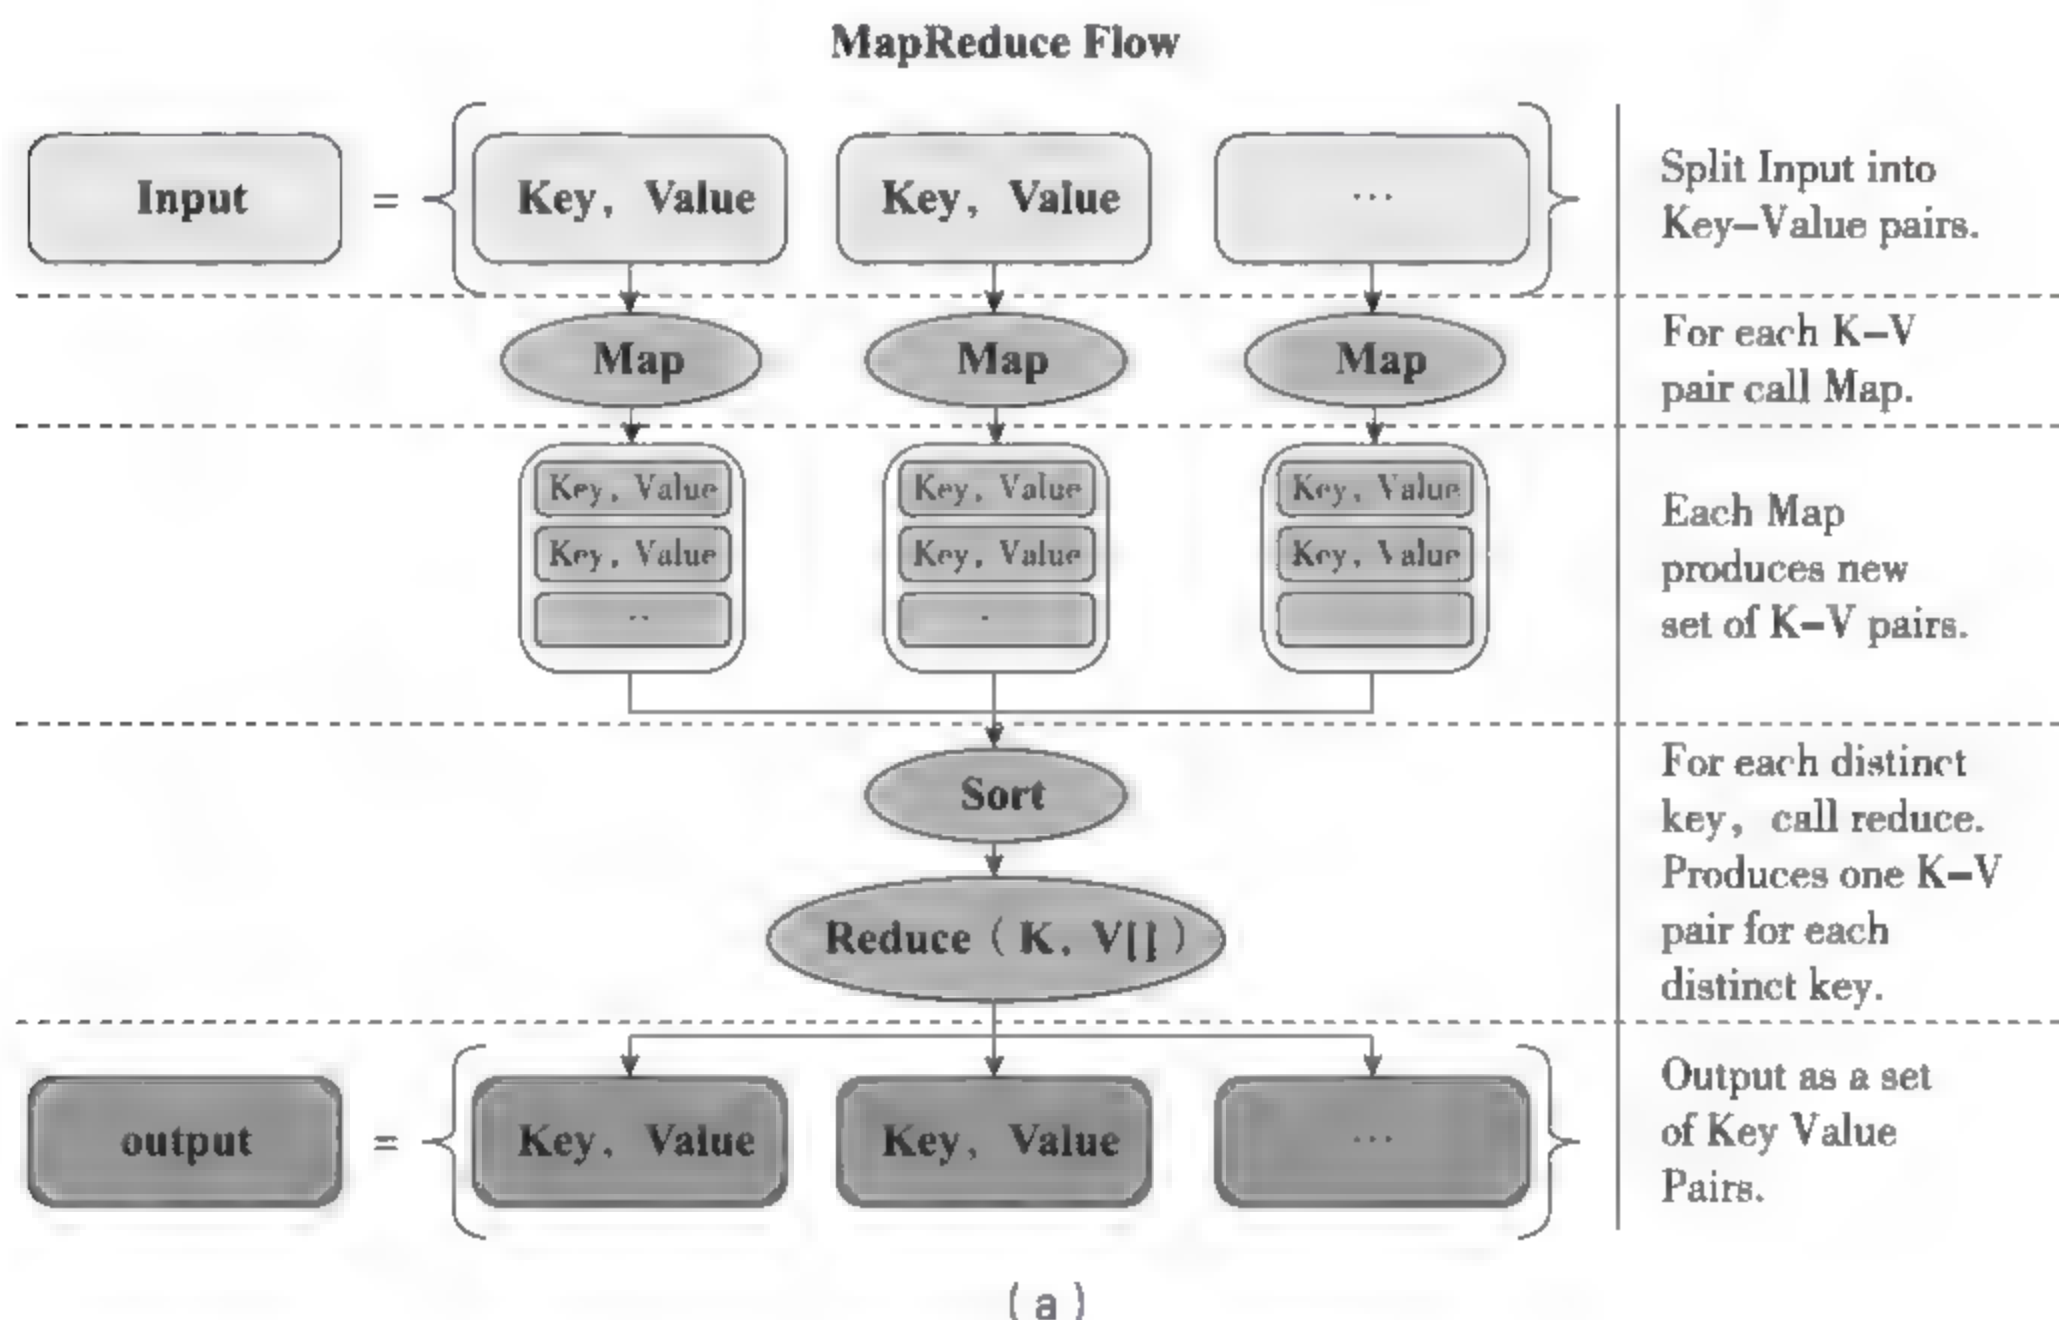 MapReduce Flow
Input = Key, Value Key, Value ...
Split Input into
Key-Value pairs.
Map Map Map
For each K-V
pair call Map.
Key, Value Key, Value Key, Value
Key, Value Key, Value Key, Value
.. .
Each Map
produces new
set of K-V pairs.
Sort
Reduce ( K, V[] )
For each distinct
key, call reduce.
Produces one K-V
pair for each
distinct key.
output = Key, Value Key, Value ...
Output as a set
of Key Value
Pairs.
( a )